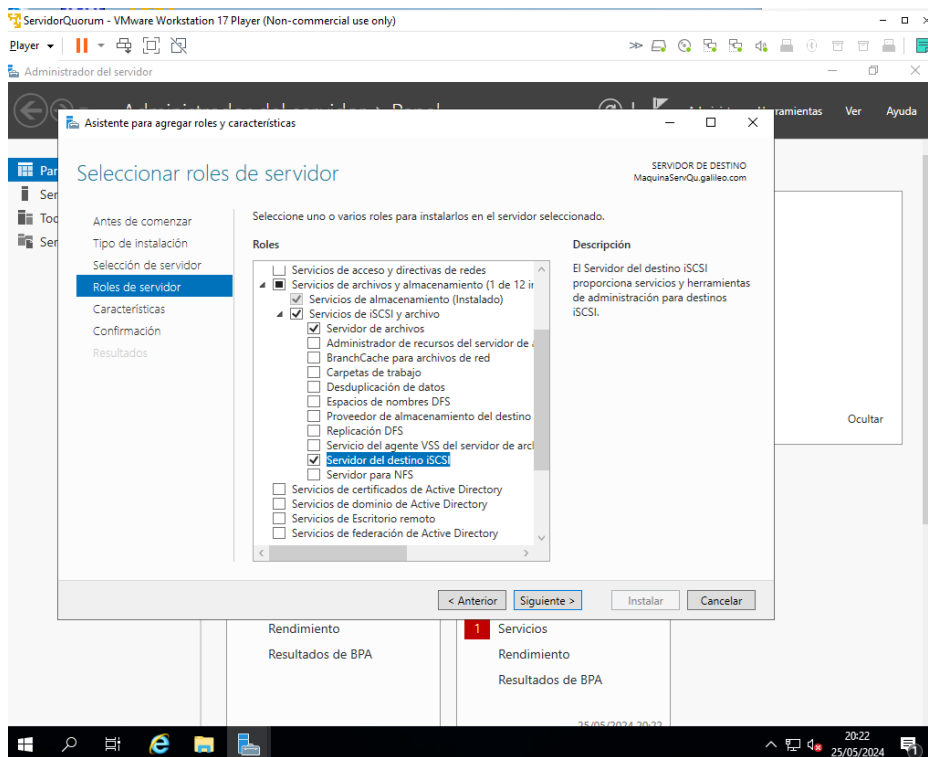 ServidorQuorum - VMware Workstation 17 Player (Non-commercial use only)
Player
Administrador del servidor
Ver
Ayuda
Asistente para agregar roles y características
Seleccionar roles de servidor
SERVIDOR DE DESTINO
MaquinaServQu.galileo.com
Antes de comenzar
Tipo de instalación
Selección de servidor
Roles de servidor
Características
Confirmación
Resultados
Seleccione uno o varios roles para instalarlos en el servidor seleccionado.
Roles
Servicios de acceso y directivas de redes
Servicios de archivos y almacenamiento (1 de 12 in
Servicios de almacenamiento (Instalado)
Servicios de iSCSI y archivo
Servidor de archivos
Administrador de recursos del servidor de a
BranchCache para archivos de red
Carpetas de trabajo
Desduplicación de datos
Espacios de nombres DFS
Proveedor de almacenamiento del destino
Replicación DFS
Servicio del agente VSS del servidor de arcl
Servidor del destino iSCSI
Servidor para NFS
Servicios de certificados de Active Directory
Servicios de dominio de Active Directory
Servicios de Escritorio remoto
Servicios de federación de Active Directory
Descripción
El Servidor del destino iSCSI
proporciona servicios y herramientas
de administración para destinos
iSCSI.
Ocultar
< Anterior
Siguiente >
Instalar
Cancelar
Rendimiento
Resultados de BPA
1 Servicios
Rendimiento
Resultados de BPA
25/05/2024 20:22
20:22
25/05/2024